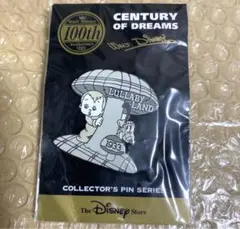 100th
CENTURY
OF DREAMS
Walt Disney
LULLABY
LAND
1933
COLLECTOR'S PIN SERIES
The Disney Store